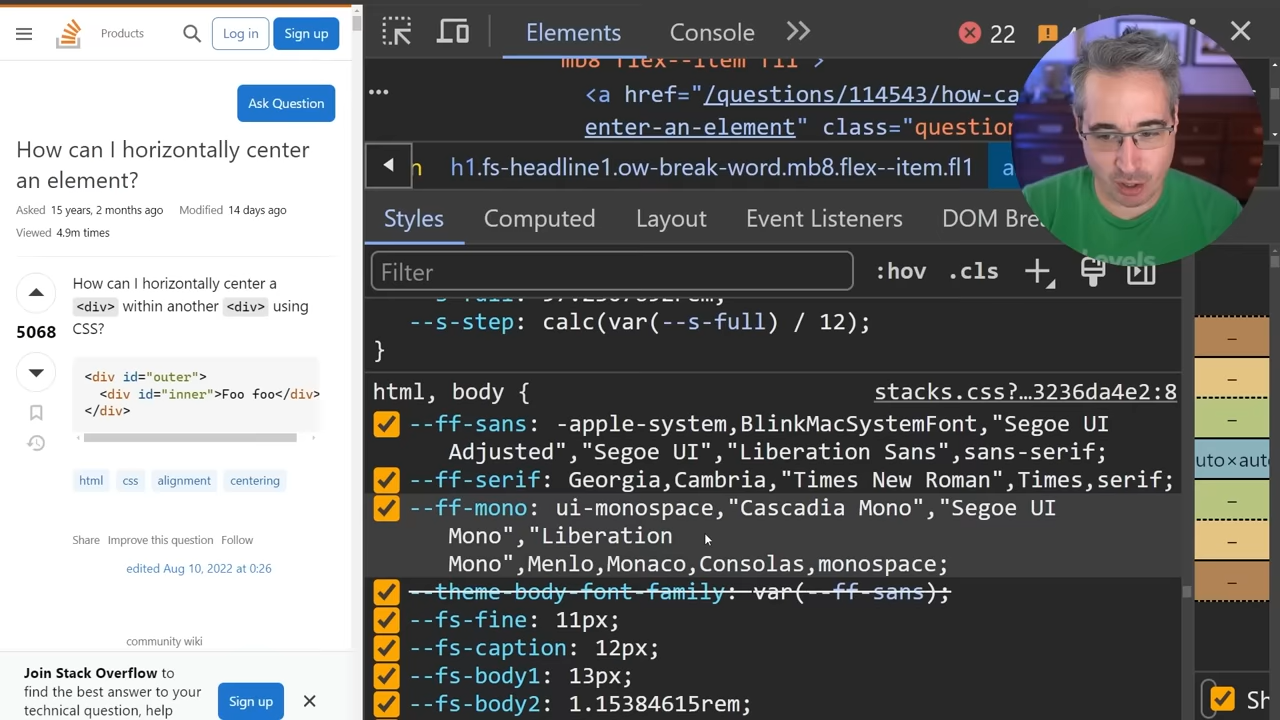 Products
Log in
Sign up
Ask Question
How can I horizontally center
an element?
Asked 15 years, 2 months ago Modified 14 days ago
Viewed 4.9m times
How can I horizontally center a
<div> within another <div> using
CSS?
5068
<div id="outer">
<div id="inner">Foo foo</div>
</div>
html css alignment centering
Share Improve this question Follow
edited Aug 10, 2022 at 0:26
community wiki
Join Stack Overflow to
find the best answer to your
technical question, help
Sign up
Elements Console
22
mb8 flex--item fl1">
<a href="/questions/114543/how-ca
enter-an-element" class="question
h1.fs-headline1.ow-break-word.mb8.flex--item.fl1
Styles Computed Layout Event Listeners DOM Bre
Filter
:hov .cls
--s-step: calc(var(--s-full) / 12);
}
html, body {
stacks.css?…3236da4e2:8
--ff-sans: -apple-system,BlinkMacSystemFont,"Segoe UI
Adjusted","Segoe UI","Liberation Sans",sans-serif;
--ff-serif: Georgia,Cambria,"Times New Roman",Times,serif;
--ff-mono: ui-monospace,"Cascadia Mono","Segoe UI
Mono","Liberation
Mono",Menlo,Monaco,Consolas,monospace;
--theme-body-font-family: var(--ff-sans);
--fs-fine: 11px;
--fs-caption: 12px;
--fs-body1: 13px;
--fs-body2: 1.15384615rem;
uto×auto
Sh